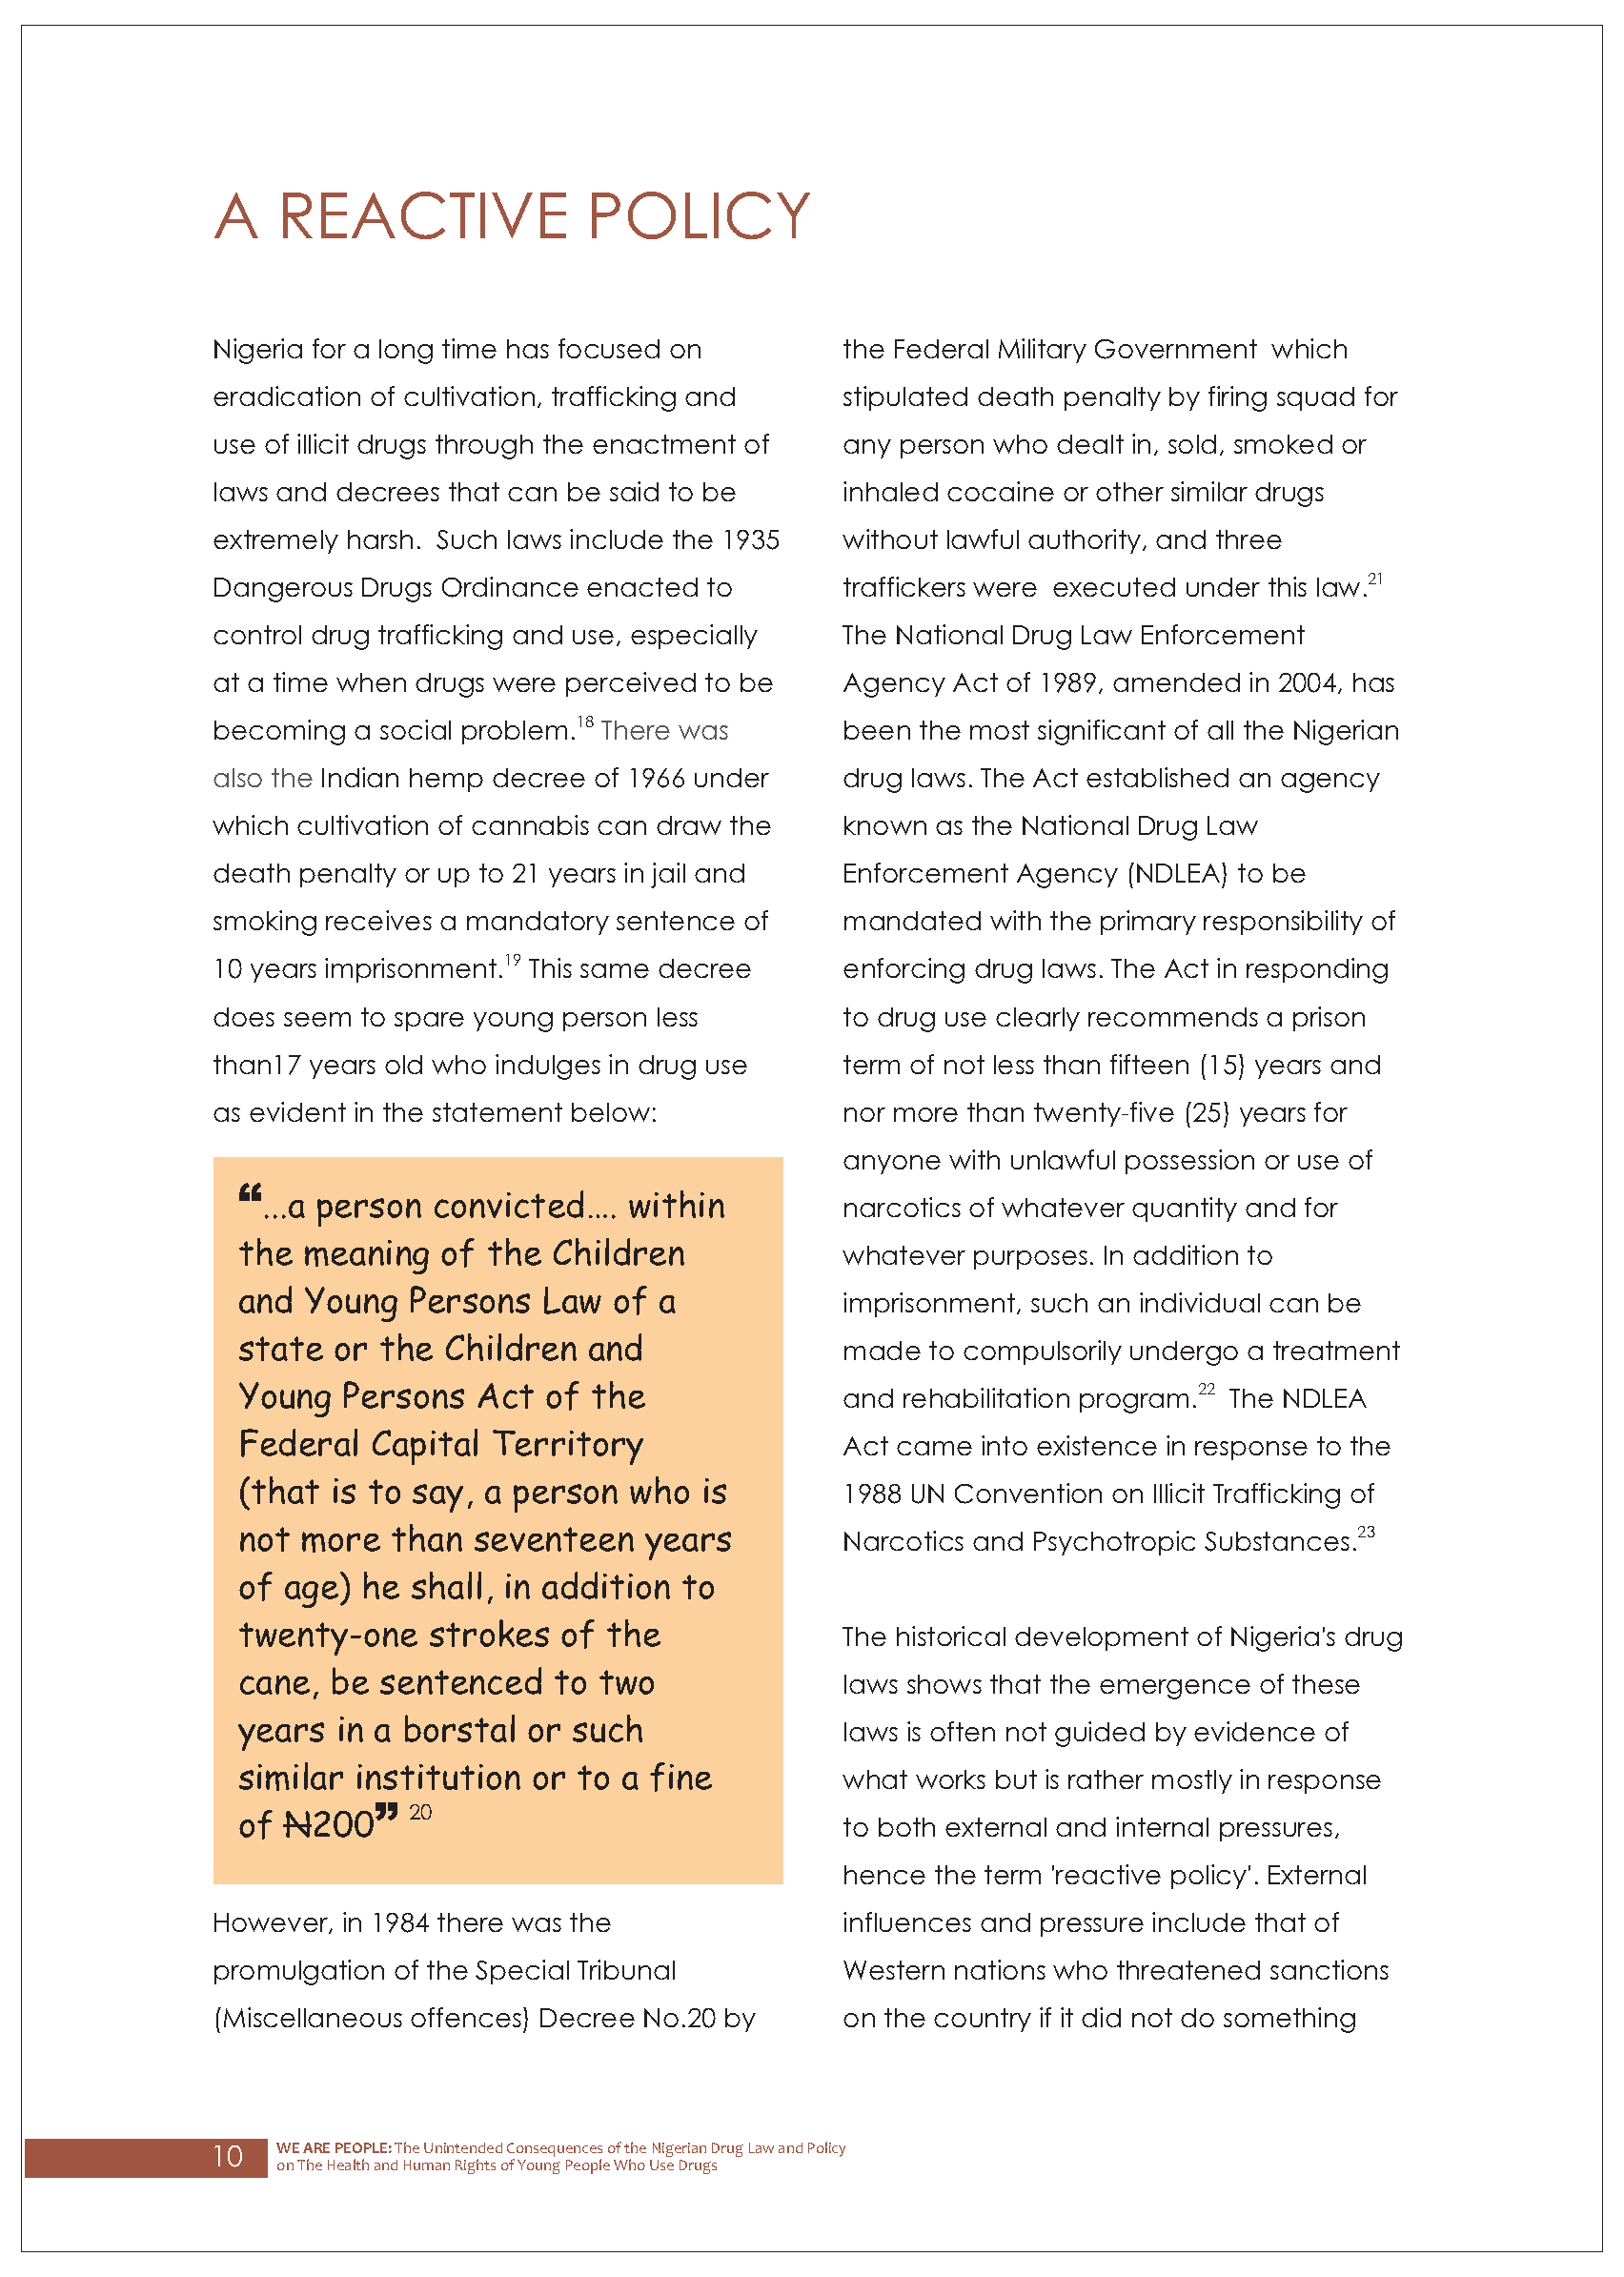 A REACTIVE POLICY
Nigeria for a long time has focused on
eradication of cultivation, trafficking and
use of illicit drugs through the enactment of
laws and decrees that can be said to be
extremely harsh. Such laws include the 1935
Dangerous Drugs Ordinance enacted to
control drug trafficking and use, especially
at a time when drugs were perceived to be
becoming a social problem.18 There was
also the Indian hemp decree of 1966 under
which cultivation of cannabis can draw the
death penalty or up to 21 years in jail and
smoking receives a mandatory sentence of
10 years imprisonment.19 This same decree
does seem to spare young person less
than17 years old who indulges in drug use
as evident in the statement below:
“...a person convicted.... within
the meaning of the Children
and Young Persons Law of a
state or the Children and
Young Persons Act of the
Federal Capital Territory
(that is to say, a person who is
not more than seventeen years
of age) he shall, in addition to
twenty-one strokes of the
cane, be sentenced to two
years in a borstal or such
similar institution or to a fine
of ₦200” 20
However, in 1984 there was the
promulgation of the Special Tribunal
(Miscellaneous offences) Decree No.20 by
the Federal Military Government which
stipulated death penalty by firing squad for
any person who dealt in, sold, smoked or
inhaled cocaine or other similar drugs
without lawful authority, and three
traffickers were executed under this law.21
The National Drug Law Enforcement
Agency Act of 1989, amended in 2004, has
been the most significant of all the Nigerian
drug laws. The Act established an agency
known as the National Drug Law
Enforcement Agency (NDLEA) to be
mandated with the primary responsibility of
enforcing drug laws. The Act in responding
to drug use clearly recommends a prison
term of not less than fifteen (15) years and
nor more than twenty-five (25) years for
anyone with unlawful possession or use of
narcotics of whatever quantity and for
whatever purposes. In addition to
imprisonment, such an individual can be
made to compulsorily undergo a treatment
and rehabilitation program.22 The NDLEA
Act came into existence in response to the
1988 UN Convention on Illicit Trafficking of
Narcotics and Psychotropic Substances.23
The historical development of Nigeria's drug
laws shows that the emergence of these
laws is often not guided by evidence of
what works but is rather mostly in response
to both external and internal pressures,
hence the term 'reactive policy'. External
influences and pressure include that of
Western nations who threatened sanctions
on the country if it did not do something
10
WE ARE PEOPLE: The Unintended Consequences of the Nigerian Drug Law and Policy
on The Health and Human Rights of Young People Who Use Drugs